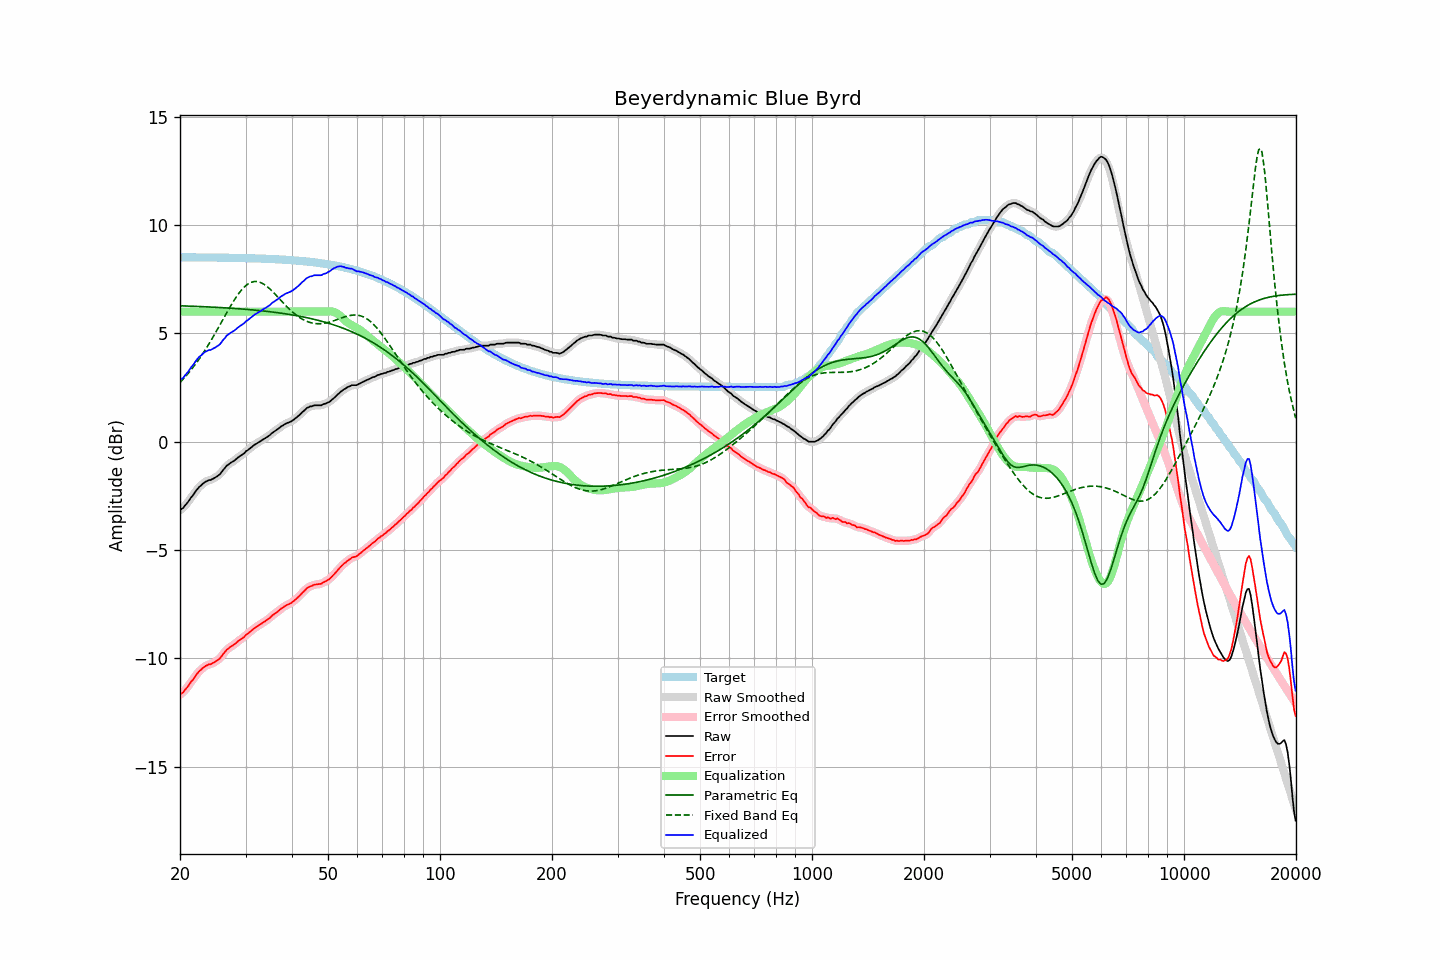 Beyerdynamic Blue Byrd
15
10
5
0
−5
−10
−15
Amplitude (dBr)
Target
Raw Smoothed
Error Smoothed
Raw
Error
Equalization
Parametric Eq
Fixed Band Eq
Equalized
20 50 100 200 500 1000 2000 5000 10000 20000
Frequency (Hz)